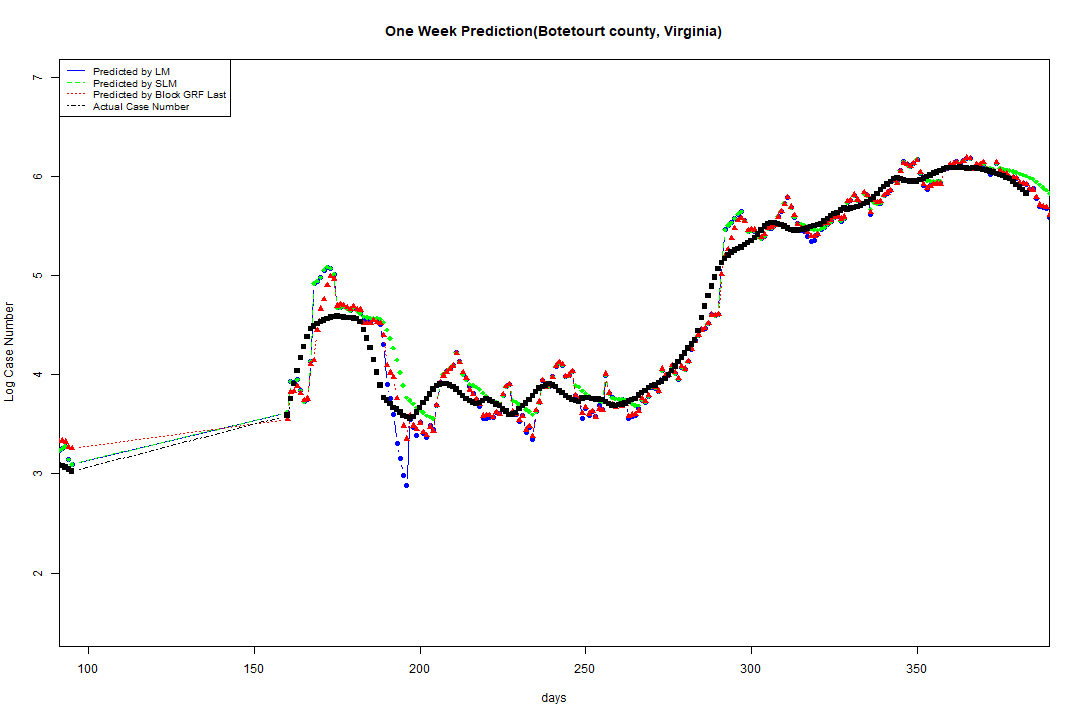 One Week Prediction(Botetourt county, Virginia)
Predicted by LM
Predicted by SLM
Predicted by Block GRF Last
Actual Case Number
7
6
5
4
3
2
Log Case Number
100 150 200 250 300 350
days